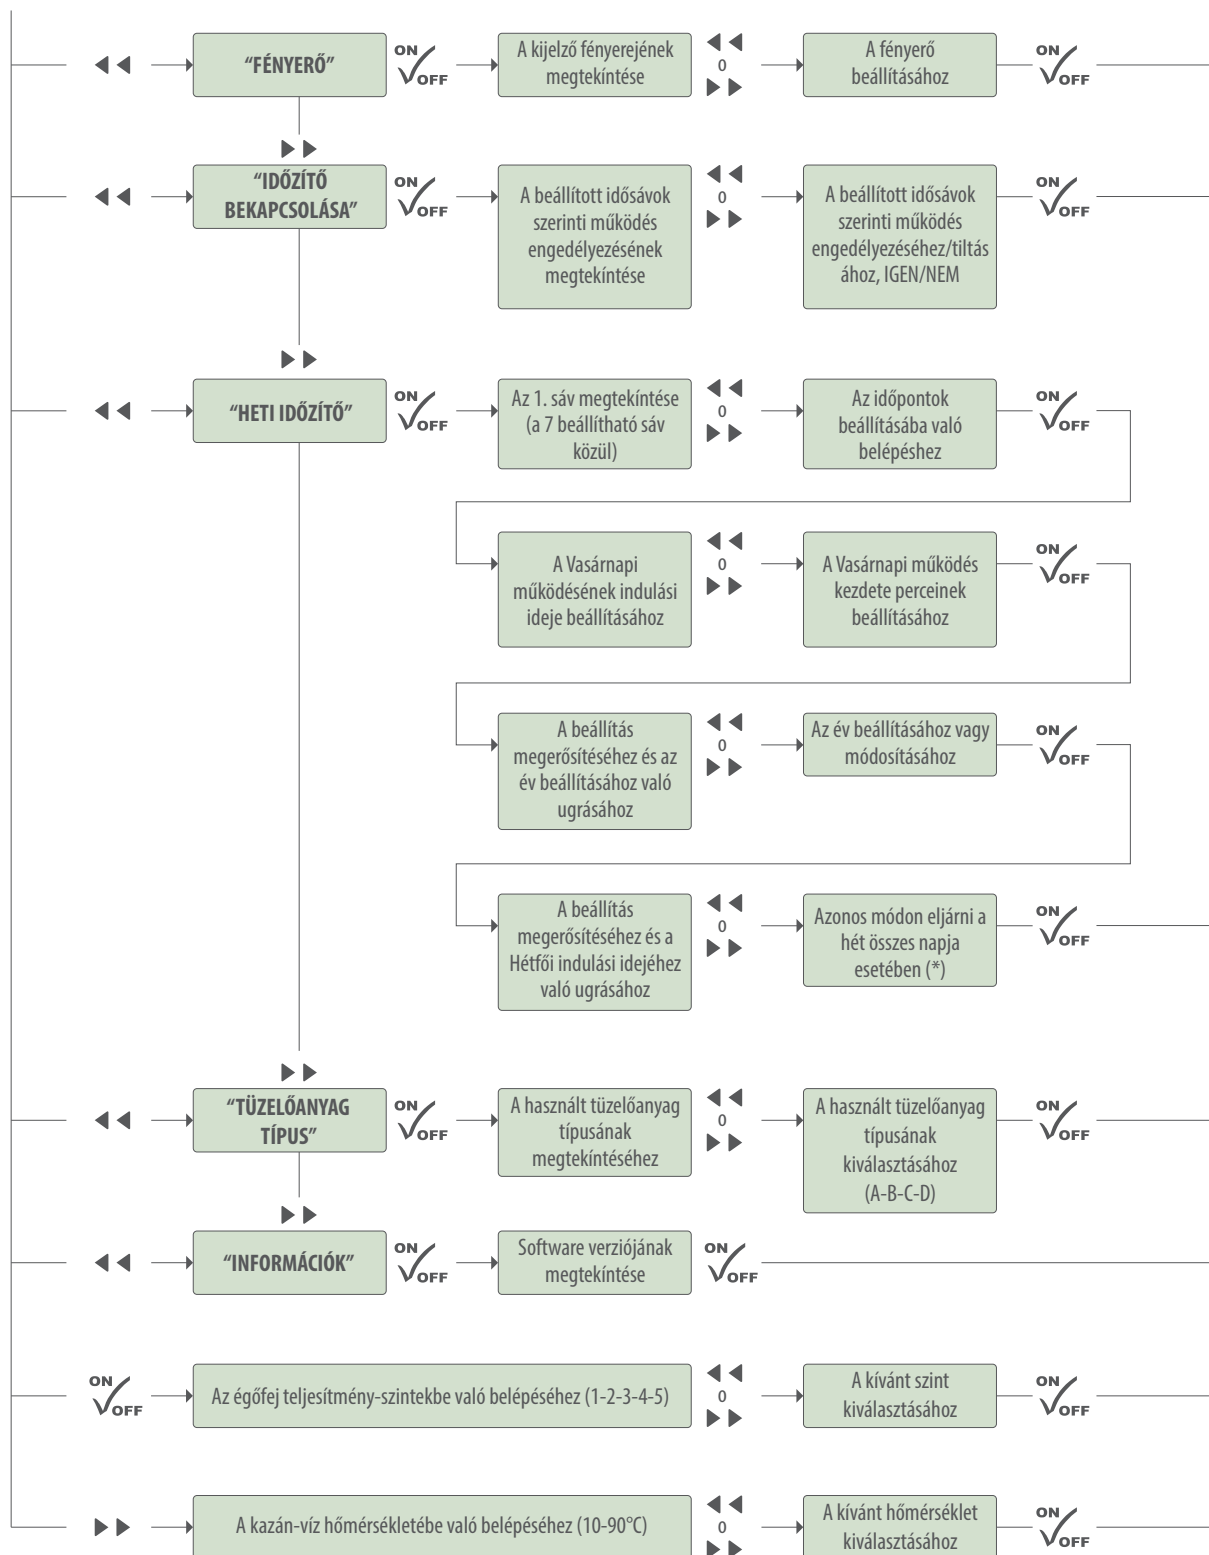 “FÉNYERŐ”
ON
OFF
A kijelző fényerejének
megtekíntése
0
A fényerő
beállításához
ON
OFF
“IDŐZÍTŐ
BEKAPCSOLÁSA”
ON
OFF
A beállított idősávok
szerinti működés
engedélyezésének
megtekíntése
0
A beállított idősávok
szerinti működés
engedélyezéséhez/tiltás
ához, IGEN/NEM
ON
OFF
“HETI IDŐZÍTŐ”
ON
OFF
Az 1. sáv megtekíntése
(a 7 beállítható sáv
közül)
0
Az időpontok
beállításába való
belépéshez
ON
OFF
A Vasárnapi
működésének indulási
ideje beállításához
0
A Vasárnapi működés
kezdete perceinek
beállításához
ON
OFF
A beállítás
megerősítéséhez és az
év beállításához való
ugrásához
0
Az év beállításához vagy
módosításához
ON
OFF
A beállítás
megerősítéséhez és a
Hétfői indulási idejéhez
való ugrásához
0
Azonos módon eljárni a
hét összes napja
esetében (*)
ON
OFF
“TÜZELŐANYAG
TÍPUS”
ON
OFF
A használt tüzelőanyag
típusának
megtekíntéséhez
0
A használt tüzelőanyag
típusának
kiválasztásához
(A-B-C-D)
ON
OFF
“INFORMÁCIÓK”
ON
OFF
Software verziójának
megtekíntése
ON
OFF
ON
OFF
Az égőfej teljesítmény-szintekbe való belépéséhez (1-2-3-4-5)
0
A kívánt szint
kiválasztásához
ON
OFF
A kazán-víz hőmérsékletébe való belépéséhez (10-90°C)
0
A kívánt hőmérséklet
kiválasztásához
ON
OFF